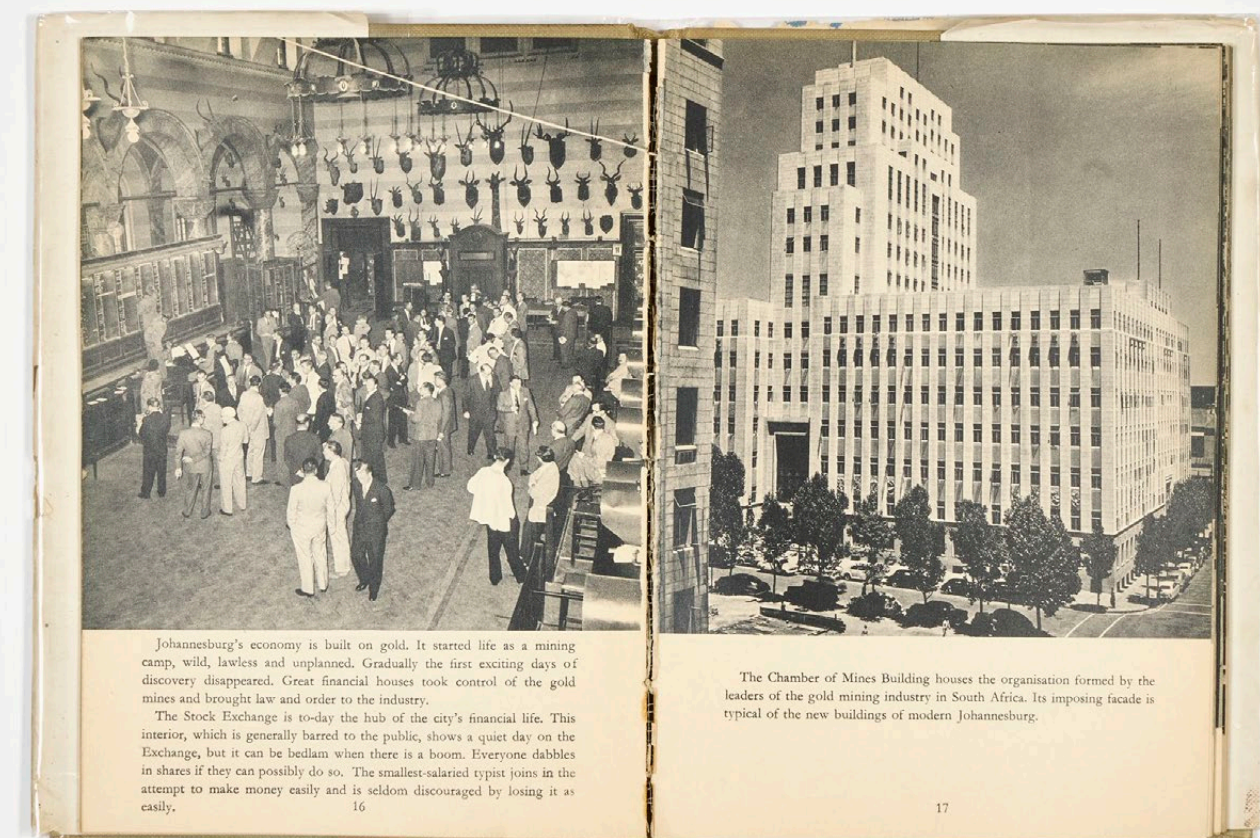 Johannesburg's economy is built on gold. It started life as a mining
camp, wild, lawless and unplanned. Gradually the first exciting days of
discovery disappeared. Great financial houses took control of the gold
mines and brought law and order to the industry.
The Stock Exchange is to-day the hub of the city's financial life. This
interior, which is generally barred to the public, shows a quiet day on the
Exchange, but it can be bedlam when there is a boom. Everyone dabbles
in shares if they can possibly do so. The smallest-salaried typist joins in the
attempt to make money easily and is seldom discouraged by losing it as
easily.
16
The Chamber of Mines Building houses the organisation formed by the
leaders of the gold mining industry in South Africa. Its imposing facade is
typical of the new buildings of modern Johannesburg.
17